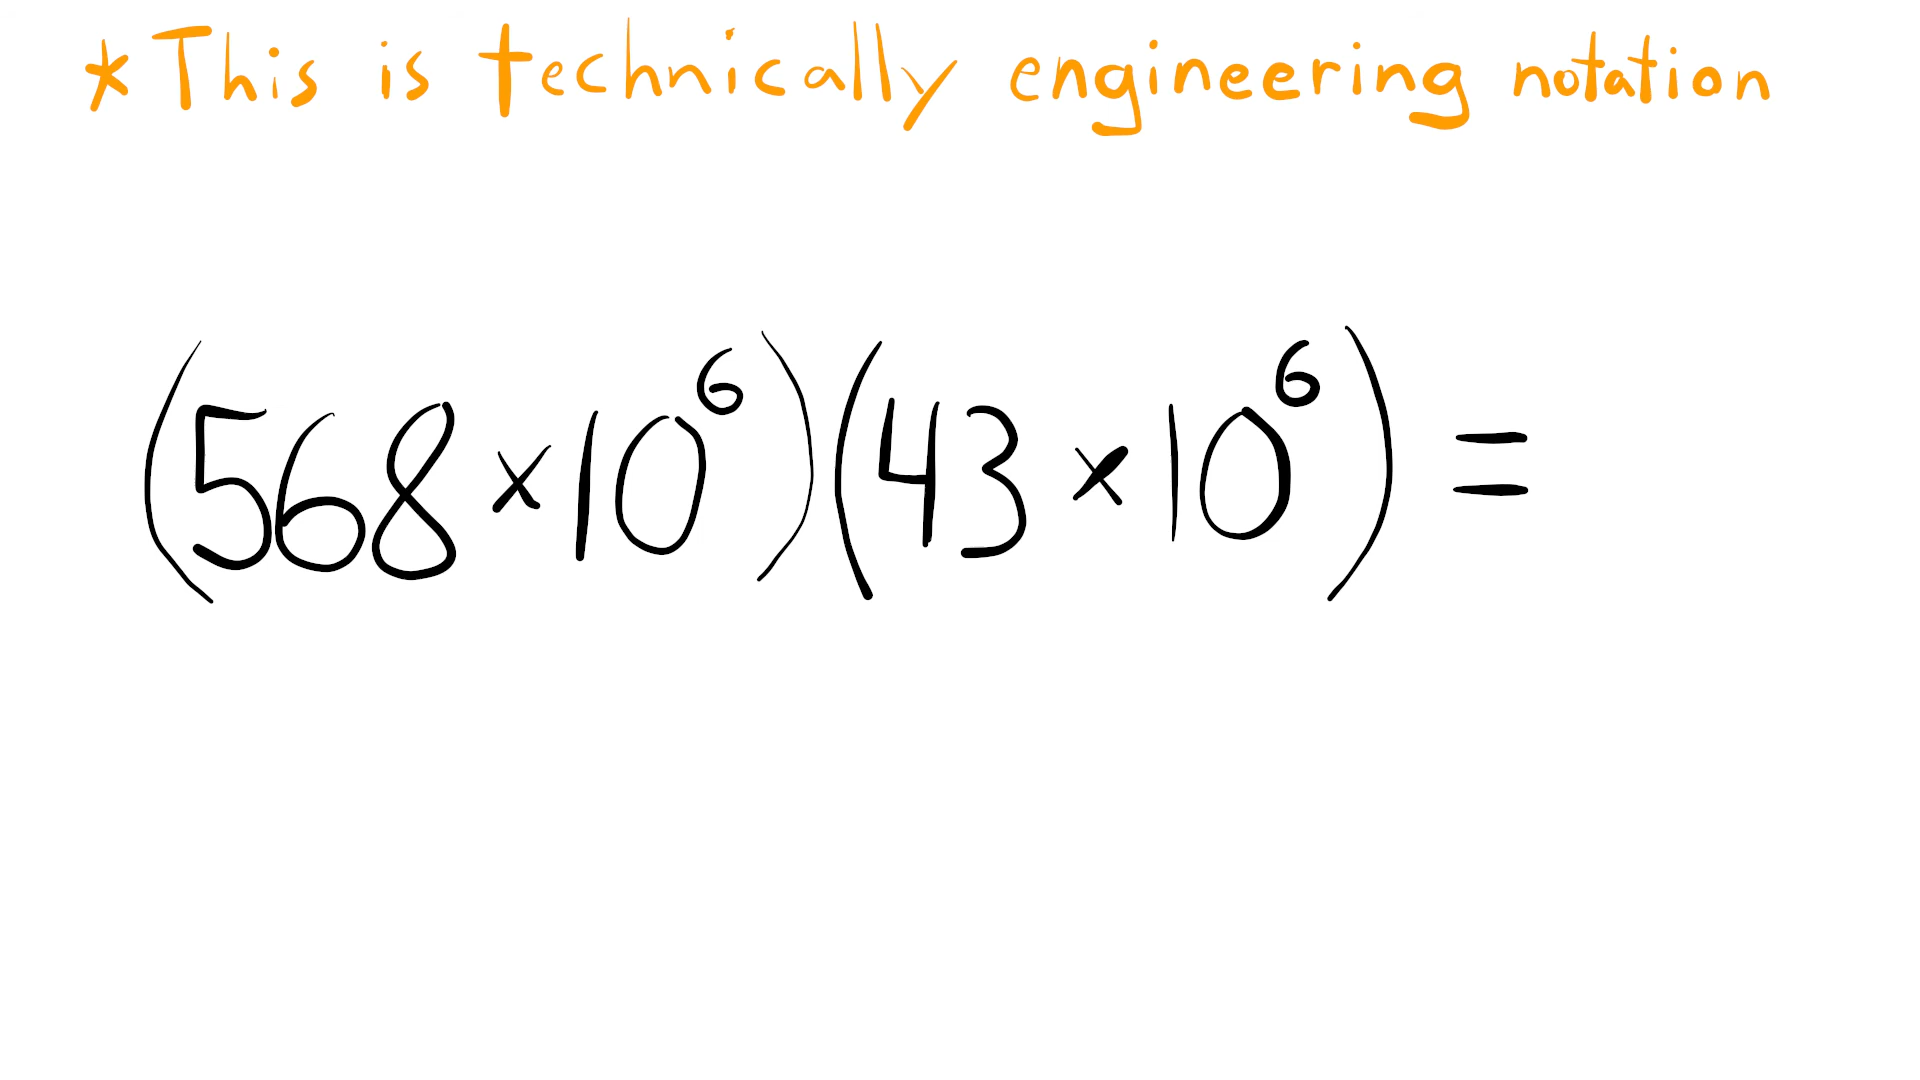 *This is technically engineering notation
(568×10⁶)(43×10⁶)=